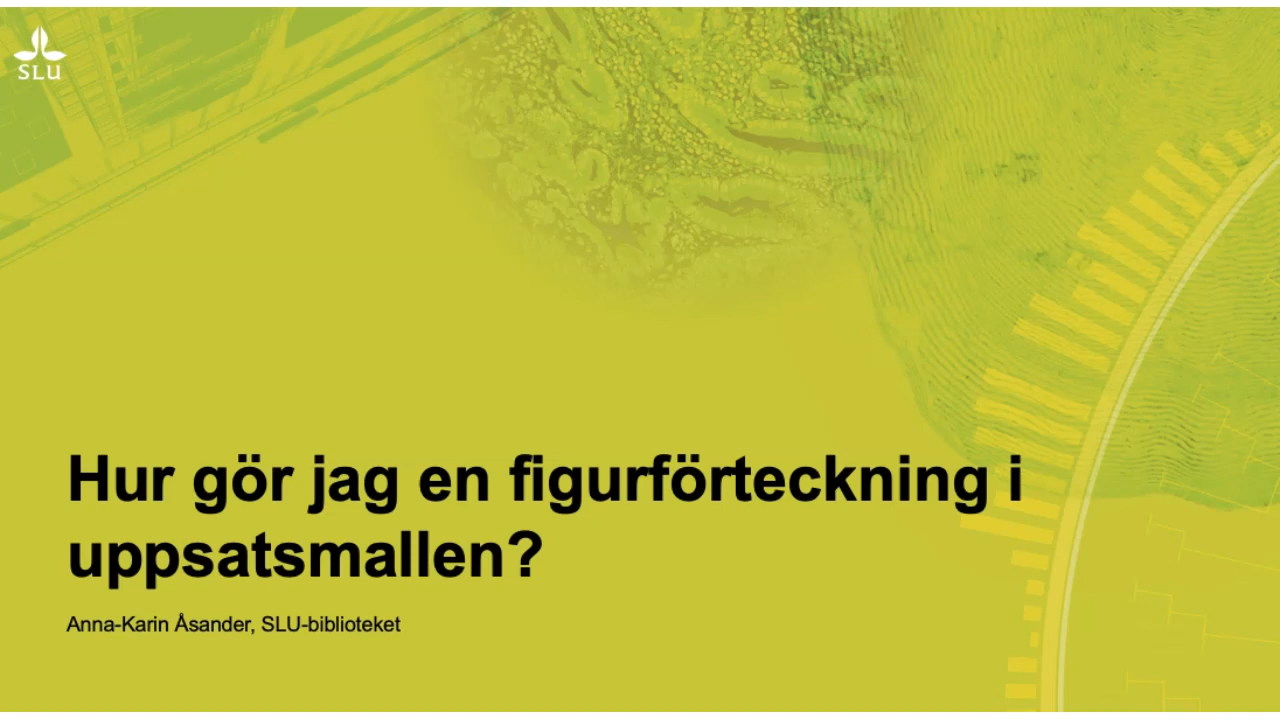 SLU
Hur gör jag en figurförteckning i
uppsatsmallen?
Anna-Karin Åsander, SLU-biblioteket